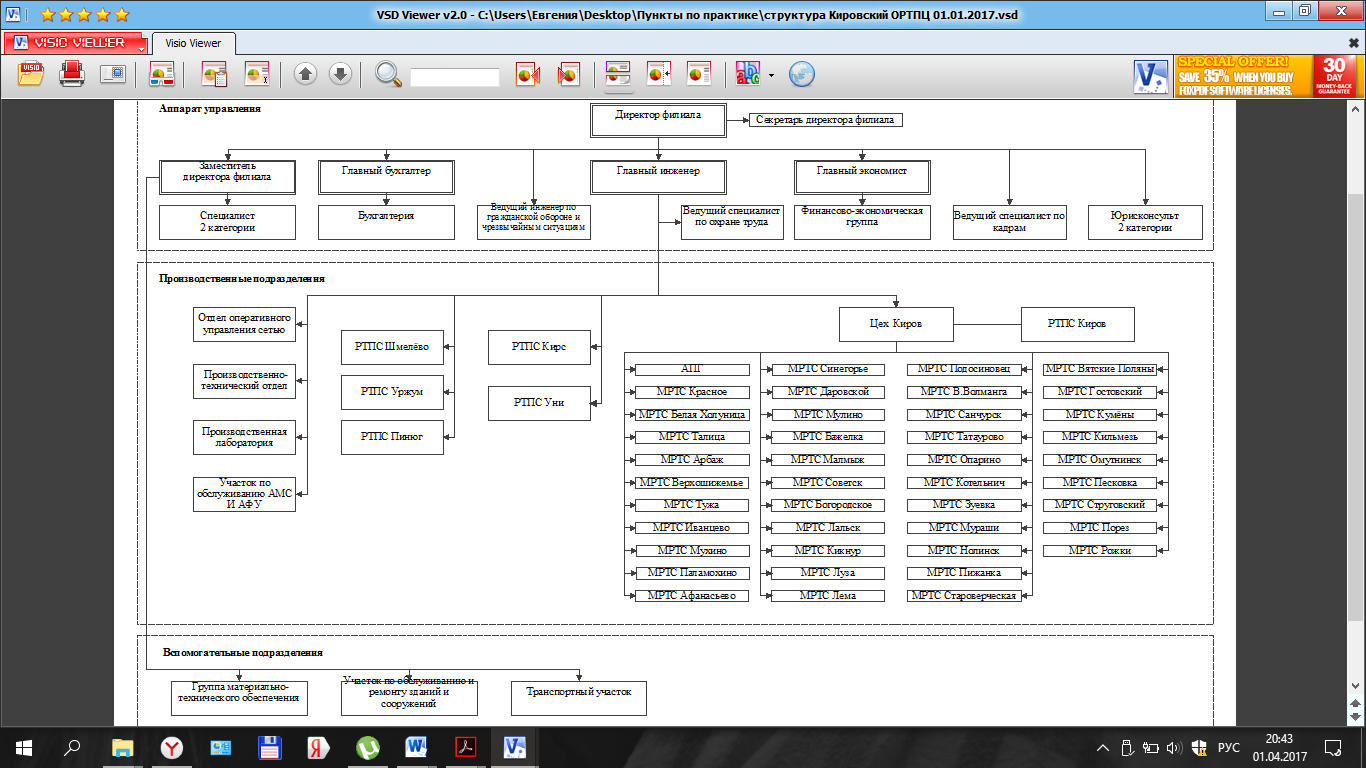 VSD Viewer v2.0 - C:\Users\Евгения\Desktop\Пункты по практике\структура Кировский ОРТПЦ 01.01.2017.vsd
VISIO VIEWER
Visio Viewer
SPECIAL OFFER!
SAVE 35% WHEN YOU BUY
FOXPDF SOFTWARE LICENSES.
30
DAY
MONEY-BACK
GUARANTEE
Аппарат управления
Директор филиала
Секретарь директора филиала
Заместитель
директора филиала
Главный бухгалтер
Главный инженер
Главный экономист
Специалист
2 категории
Бухгалтерия
Ведущий инженер по
гражданской обороне и
чрезвычайным ситуациям
Ведущий специалист
по охране труда
Финансово-экономическая
группа
Ведущий специалист по
кадрам
Юрисконсульт
2 категории
Производственные подразделения
Отдел оперативного
управления сетью
Производственно-
технический отдел
Производственная
лаборатория
Участок по
обслуживанию АМС
И АФУ
РТПС Шмелёво
РТПС Уржум
РТПС Пинюг
РТПС Кирс
РТПС Уни
Цех Киров
РТПС Киров
АПГ
МРТС Красное
МРТС Белая Холуница
МРТС Талица
МРТС Арбаж
МРТС Верхошижемье
МРТС Тужа
МРТС Иванцево
МРТС Мухино
МРТС Паламохино
МРТС Афанасьево
МРТС Синегорье
МРТС Даровской
МРТС Мулино
МРТС Бажелка
МРТС Малмыж
МРТС Советск
МРТС Богородское
МРТС Лальск
МРТС Кикнур
МРТС Луза
МРТС Лема
МРТС Подосиновец
МРТС В.Волманга
МРТС Санчурск
МРТС Татаурово
МРТС Опарино
МРТС Котельнич
МРТС Зуевка
МРТС Мураши
МРТС Нолинск
МРТС Пижанка
МРТС Староверческая
МРТС Вятские Поляны
МРТС Гостовский
МРТС Кумёны
МРТС Кильмезь
МРТС Омутнинск
МРТС Песковка
МРТС Струговский
МРТС Порез
МРТС Рожки
Вспомогательные подразделения
Группа материально-
технического обеспечения
Участок по обслуживанию и
ремонту зданий и
сооружений
Транспортный участок
РУС
20:43
01.04.2017